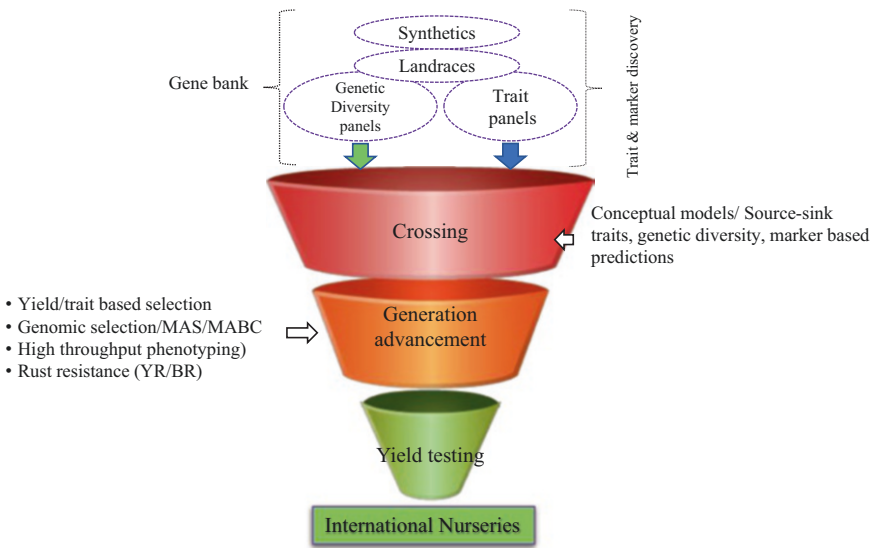 Gene bank
Synthetics
Landraces
Genetic
Diversity
panels
Trait
panels
Trait & marker discovery
Crossing
Conceptual models/ Source-sink
traits, genetic diversity, marker based
predictions
• Yield/trait based selection
• Genomic selection/MAS/MABC
• High throughput phenotyping)
• Rust resistance (YR/BR)
Generation
advancement
Yield testing
International Nurseries